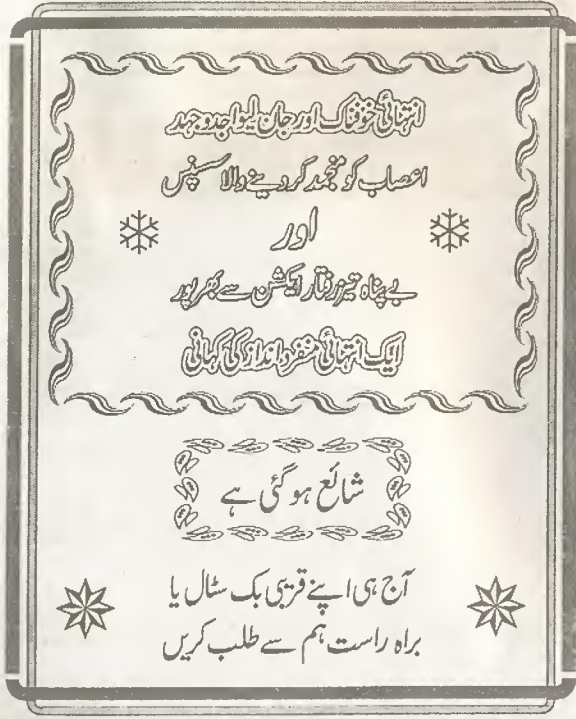 انتہائی خوفناک اور جان لیوا جدوجہد
اعصاب کو منجمد کر دینے والا سسپنس
اور
بے پناہ تیز رفتار ایکشن سے بھرپور
ایک انتہائی منفرد انداز کی کہانی
شائع ہو گئی ہے
آج ہی اپنے قریبی بک سٹال یا
براہ راست ہم سے طلب کریں